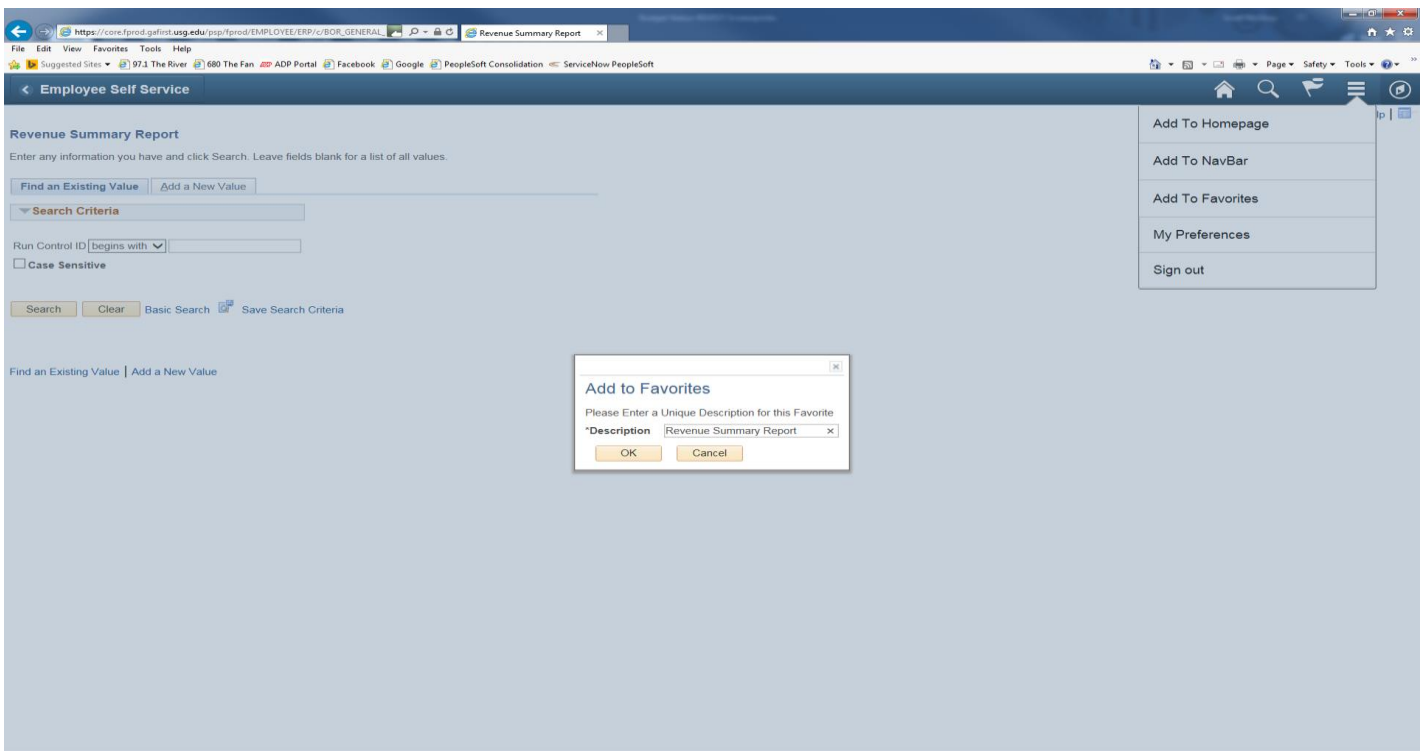 https://core.fprod.gafirst.usg.edu/psp/fprod/EMPLOYEE/ERP/c/BOR_GENERAL_
Revenue Summary Report
File Edit View Favorites Tools Help
Suggested Sites 97.1 The River 680 The Fan ADP Portal Facebook Google PeopleSoft Consolidation ServiceNow PeopleSoft
Page Safety Tools
Employee Self Service
Add To Homepage
Add To NavBar
Add To Favorites
My Preferences
Sign out
lp |
Revenue Summary Report
Enter any information you have and click Search. Leave fields blank for a list of all values.
Find an Existing Value Add a New Value
Search Criteria
Run Control ID begins with
Case Sensitive
Search Clear Basic Search Save Search Criteria
Find an Existing Value | Add a New Value
Add to Favorites
Please Enter a Unique Description for this Favorite
*Description Revenue Summary Report
OK Cancel